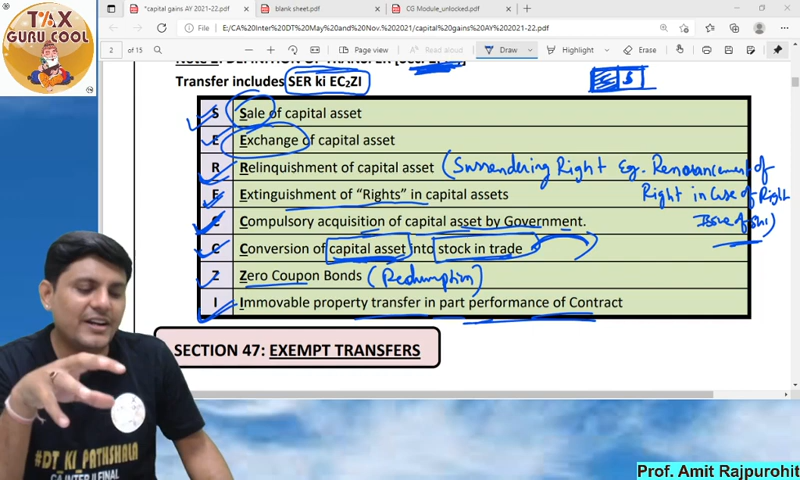 TAX
GURU COOL
*capital gains AY 2021-22.pdf
blank sheet.pdf
CG Module_unlocked.pdf
E:/CA%20Inter%20DT%20May%20and%20Nov.%202021/capital%20gains%20AY%202021-22.pdf
2 of 15
Page view
Read aloud
Draw
Highlight
Erase
Transfer includes SER ki EC₂ZI
S Sale of capital asset
E Exchange of capital asset
R Relinquishment of capital asset (Surrendering Right Eg. Renouncement of
E Extinguishment of "Rights" in capital assets Right in Case of Right
C Compulsory acquisition of capital asset by Government. Issue of
C Conversion of capital asset into stock in trade
Z Zero Coupon Bonds (Redemption)
I Immovable property transfer in part performance of Contract
SECTION 47: EXEMPT TRANSFERS
#DT_KI_PATHSHALA
CA INTER
FINAL
Prof. Amit Rajpurohit